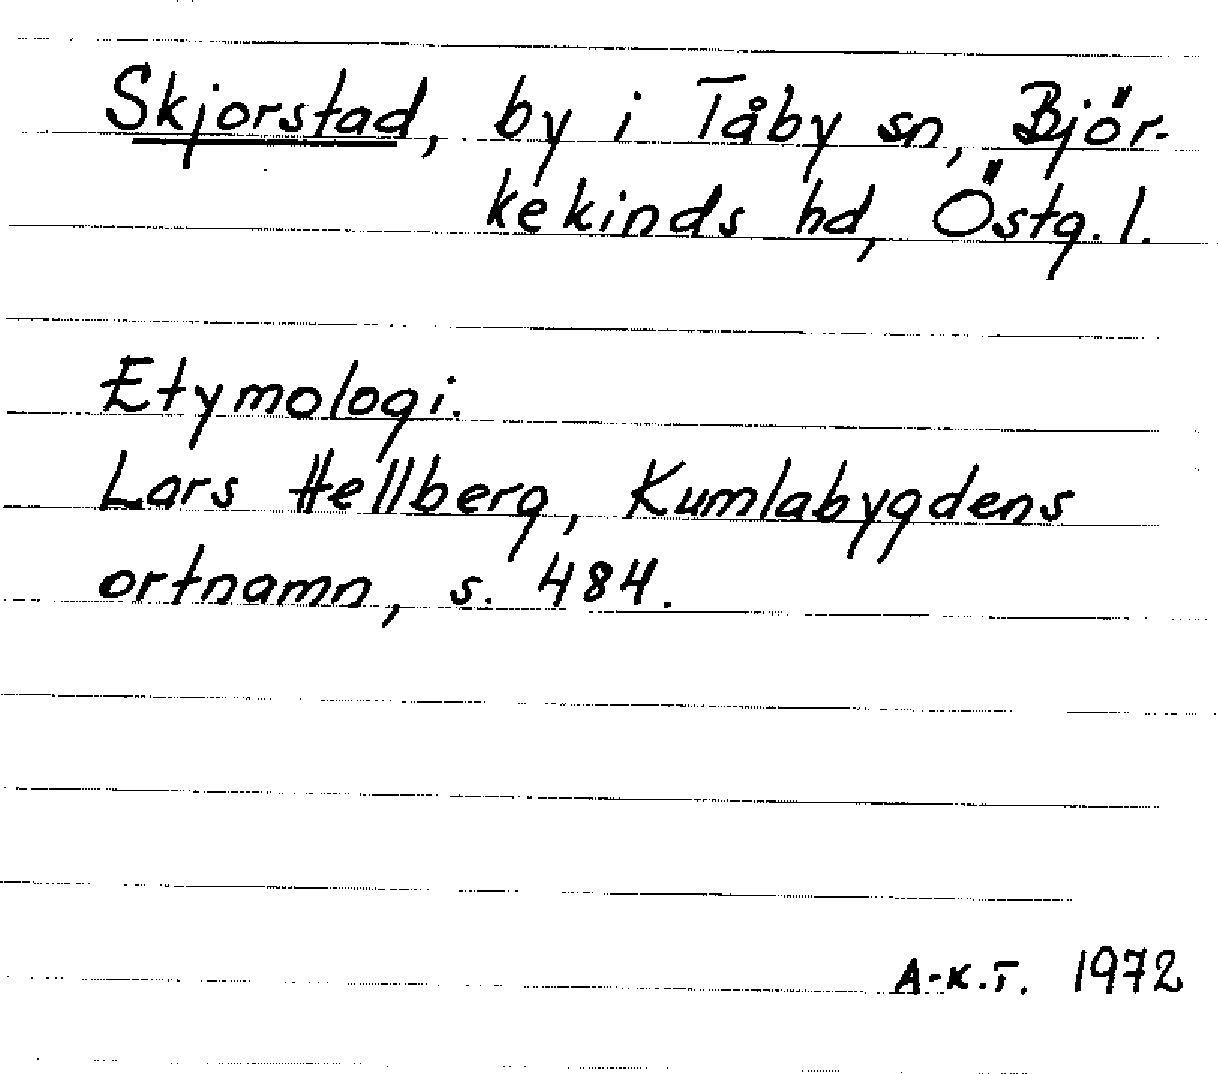 Skjorstad, by i Tåby sn, Björ-
kekinds hd, Östg. l.
Etymologi.
Lars Hellberg, Kumlabygdens
ortnamn, s. 484.
A-K.T. 1972